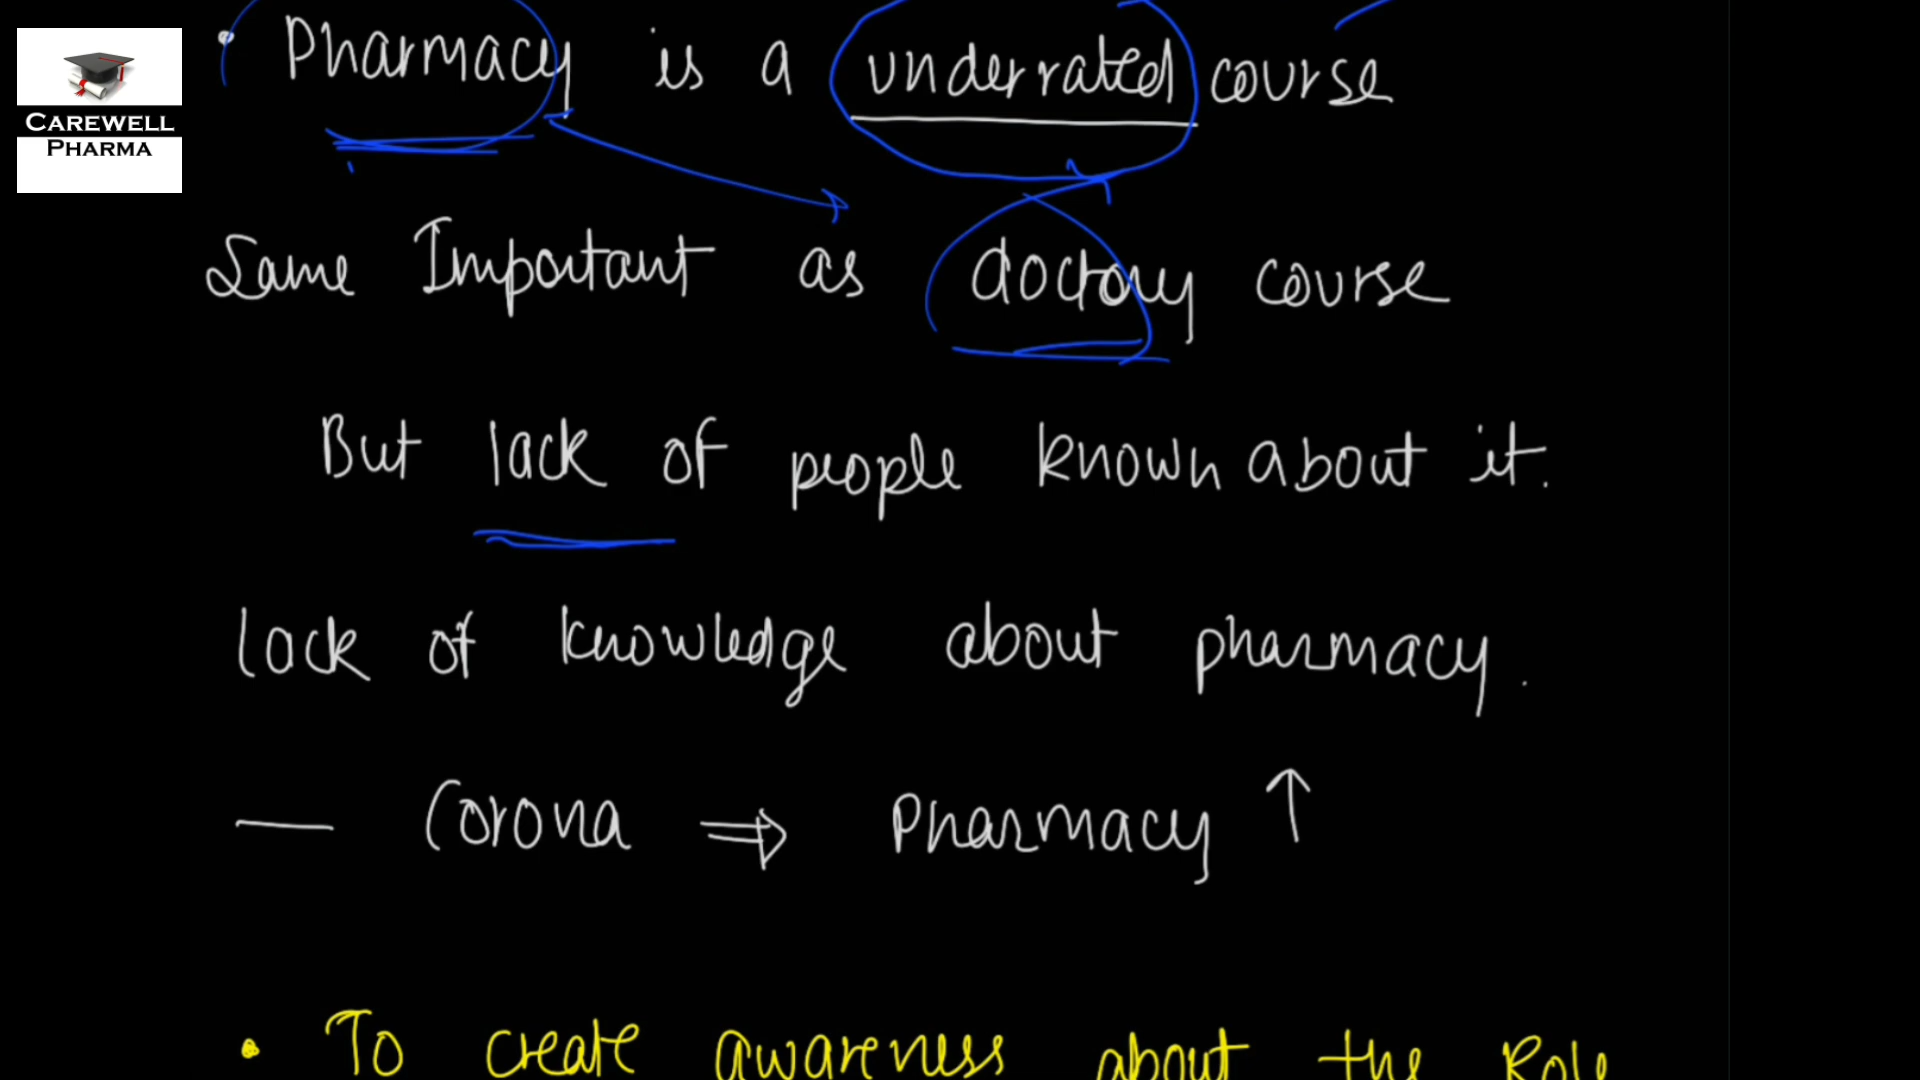 CAREWELL
PHARMA
• Pharmacy is a underrated course
Same Important as doctory course
But lack of people known about it.
lack of knowledge about pharmacy.
— Corona ⇒ Pharmacy ↑
• To create awareness about the Role